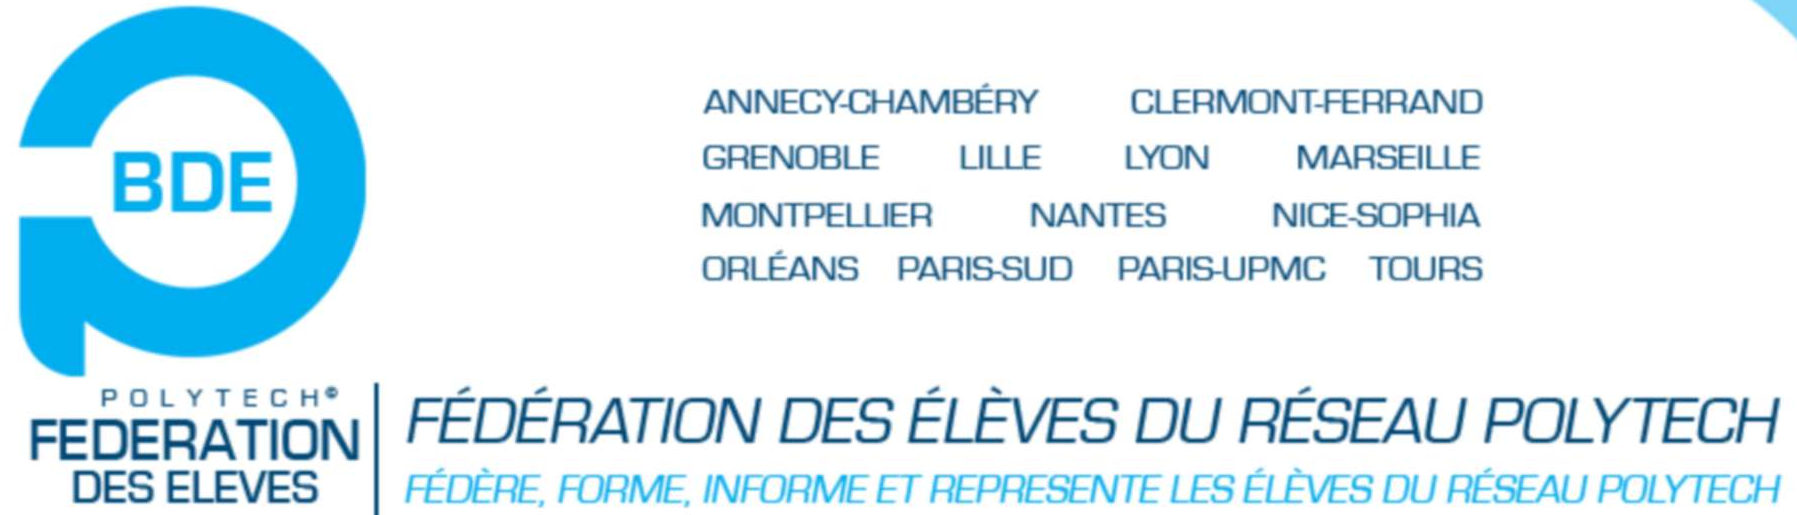 BDE
POLYTECH©
FEDERATION
DES ELEVES
ANNECY-CHAMBÉRY CLERMONT-FERRAND
GRENOBLE LILLE LYON MARSEILLE
MONTPELLIER NANTES NICE-SOPHIA
ORLÉANS PARIS-SUD PARIS-UPMC TOURS
FÉDÉRATION DES ÉLÈVES DU RÉSEAU POLYTECH
FÉDÈRE, FORME, INFORME ET REPRESENTE LES ÉLÈVES DU RÉSEAU POLYTECH